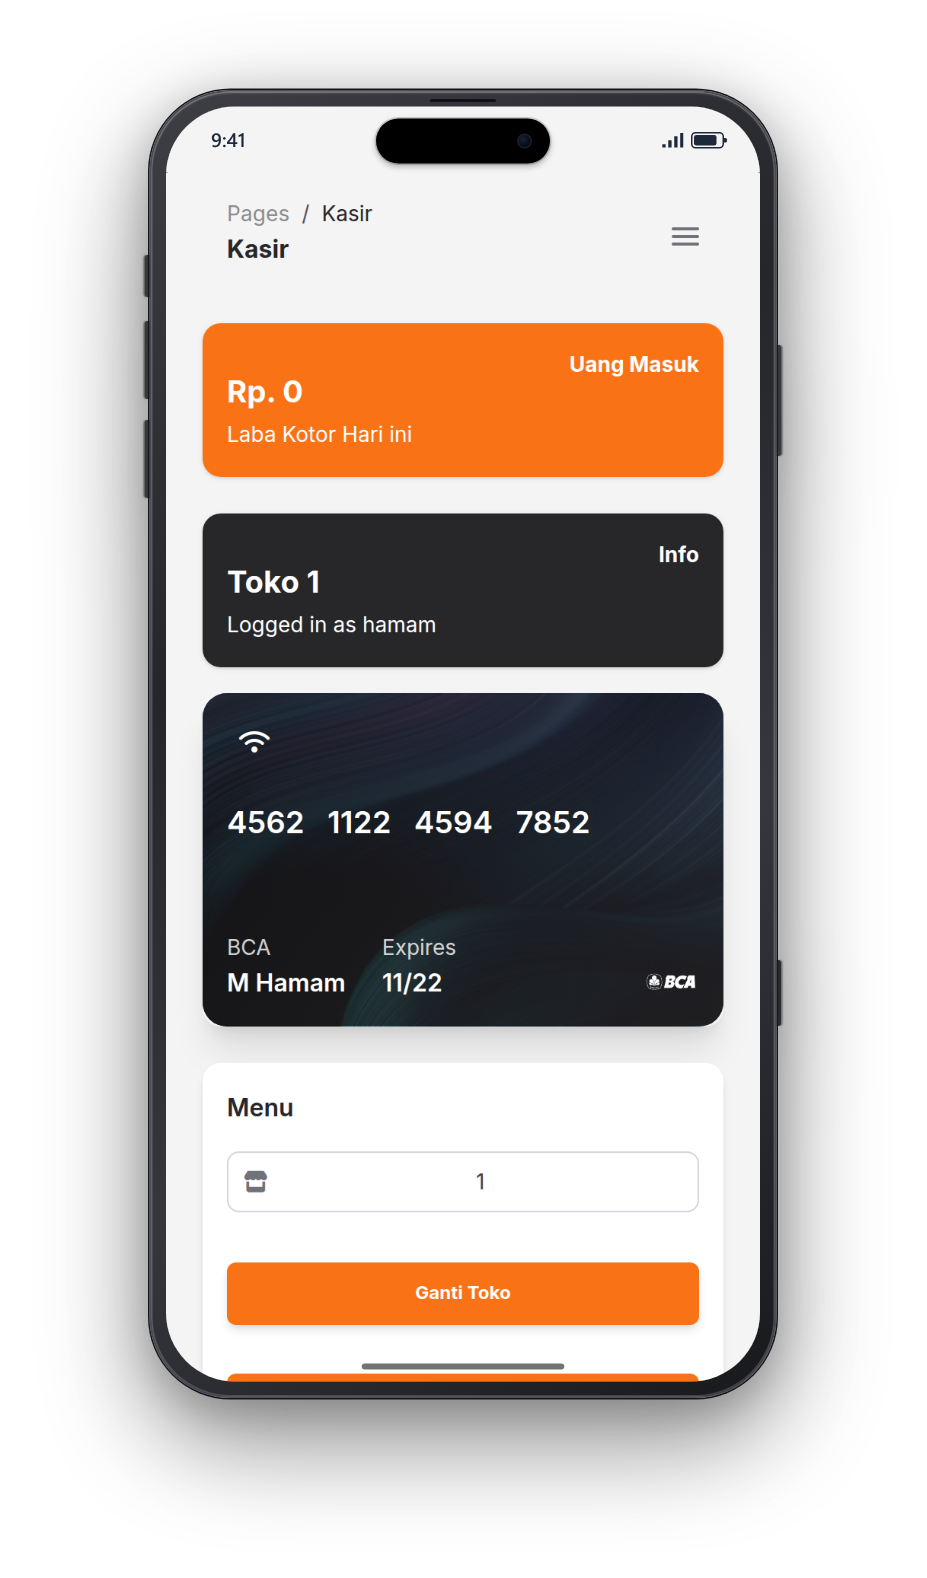 9:41
Pages / Kasir
Kasir
Uang Masuk
Rp. 0
Laba Kotor Hari ini
Info
Toko 1
Logged in as hamam
4562 1122 4594 7852
BCA Expires
M Hamam 11/22
BCA
Menu
1
Ganti Toko